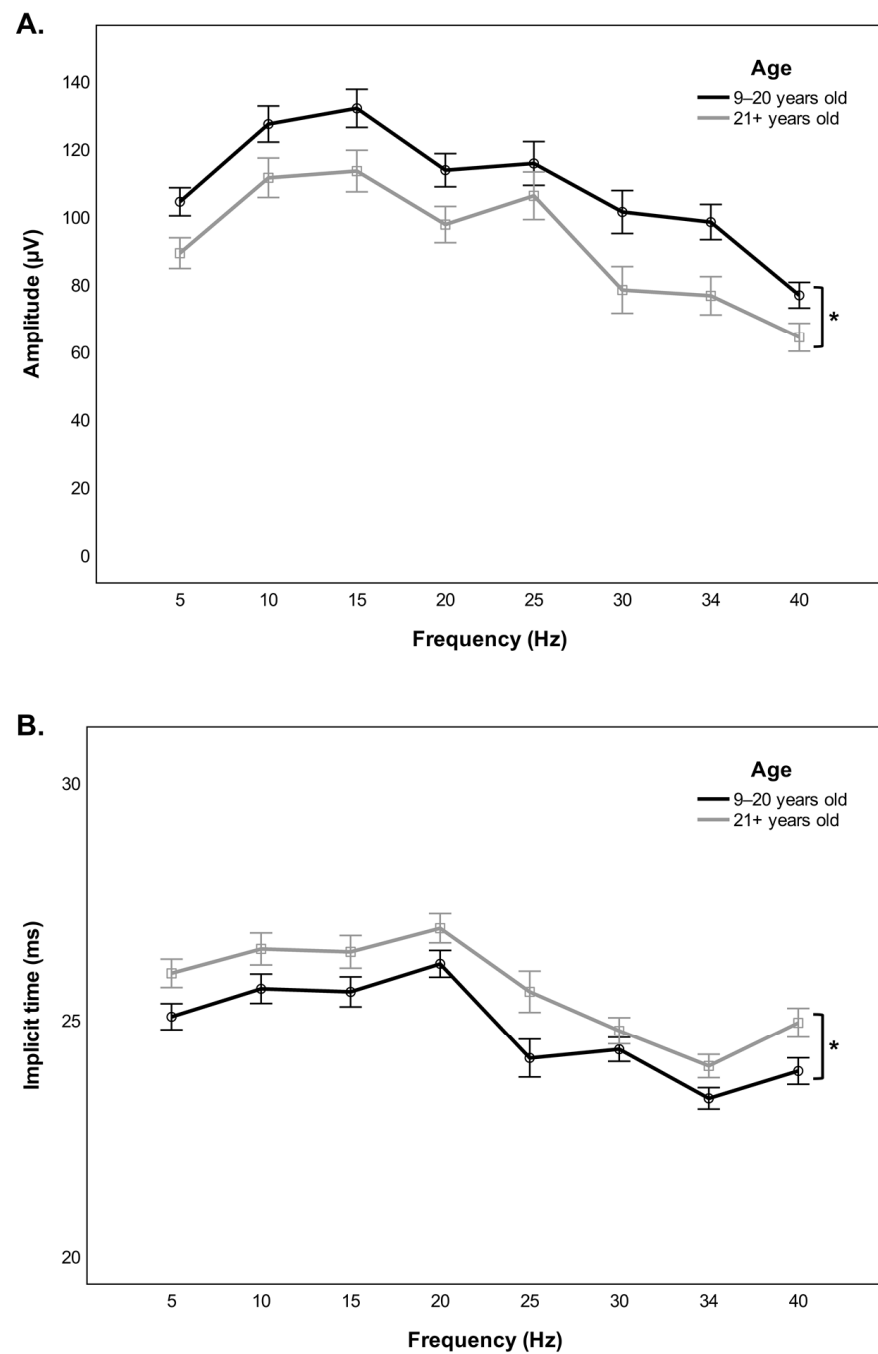 A.
Age
9–20 years old
21+ years old
140
120
100
80
60
40
20
0
Amplitude (µV)
*
5 10 15 20 25 30 34 40
Frequency (Hz)
B.
Age
9–20 years old
21+ years old
30
25
20
Implicit time (ms)
*
5 10 15 20 25 30 34 40
Frequency (Hz)